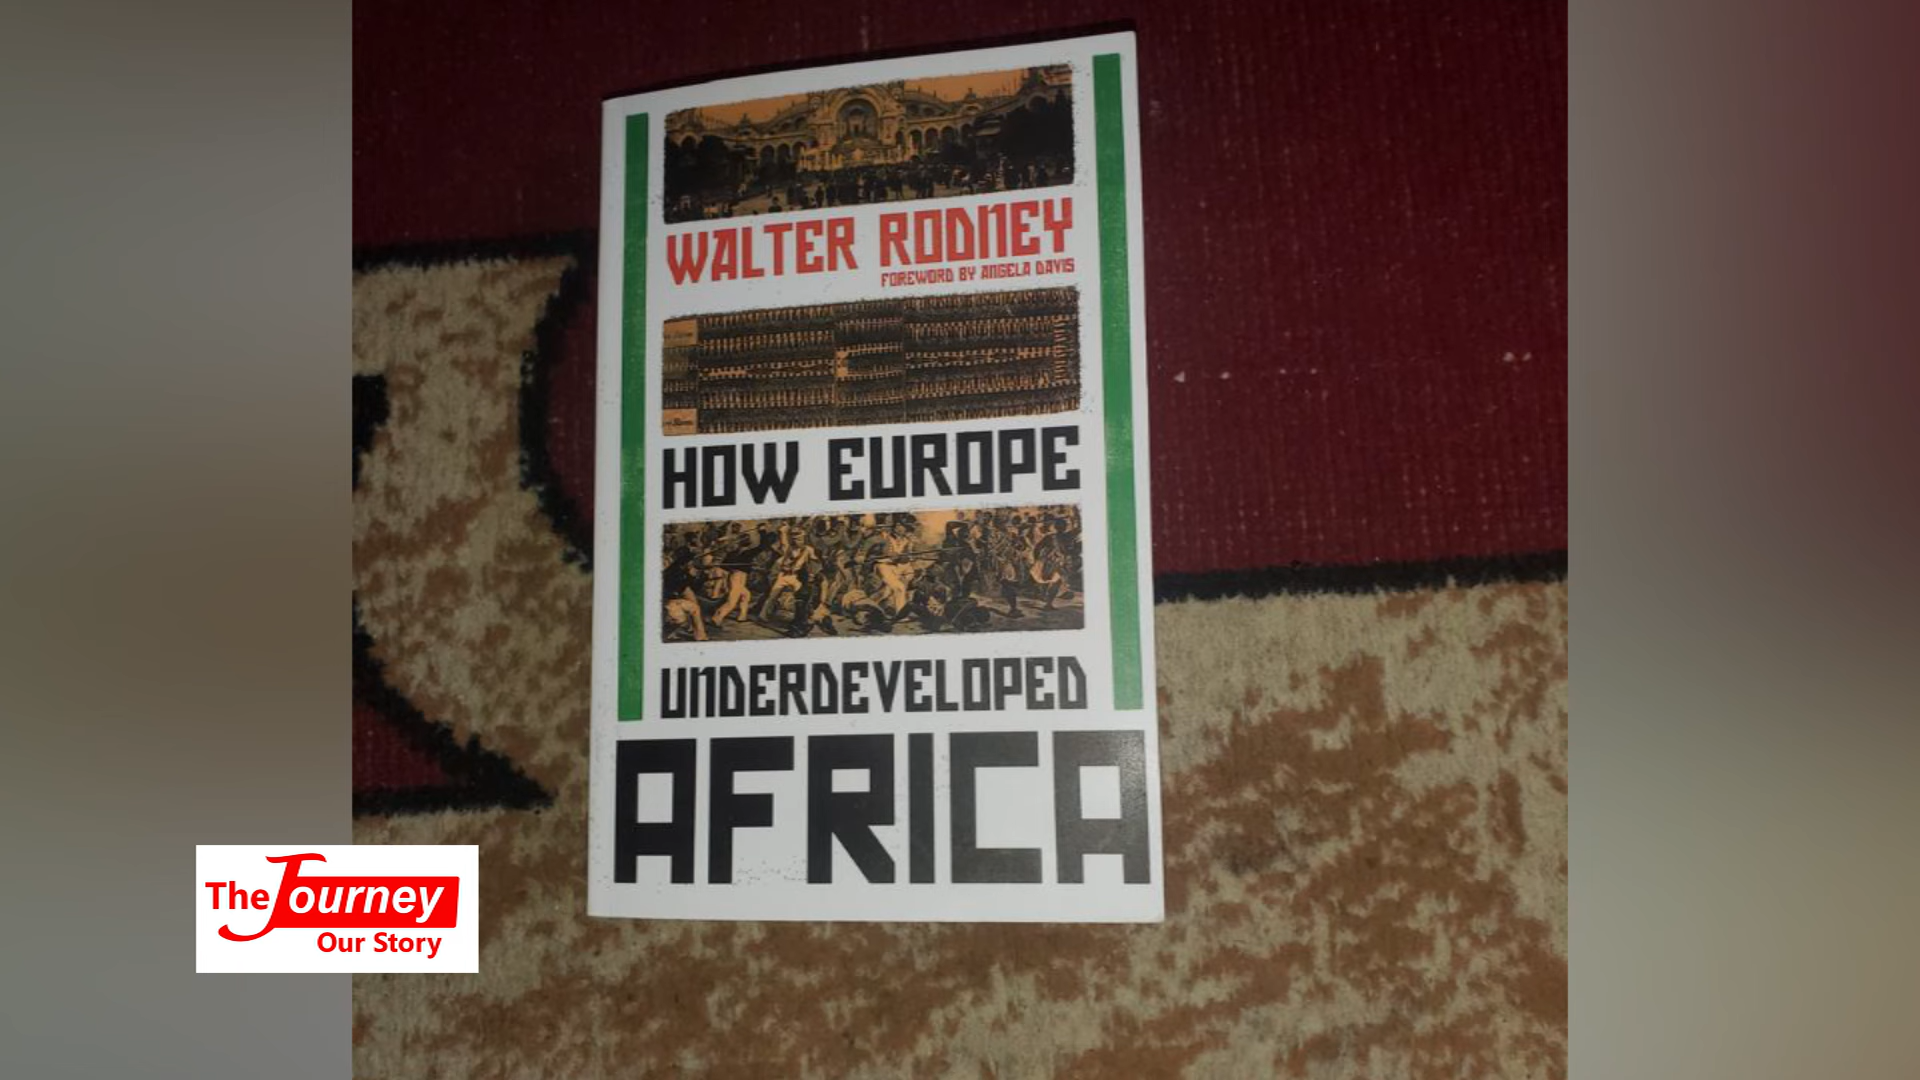 WALTER RODNEY
FOREWORD BY ANGELA DAVIS
HOW EUROPE
UNDERDEVELOPED
AFRICA
The Journey
Our Story